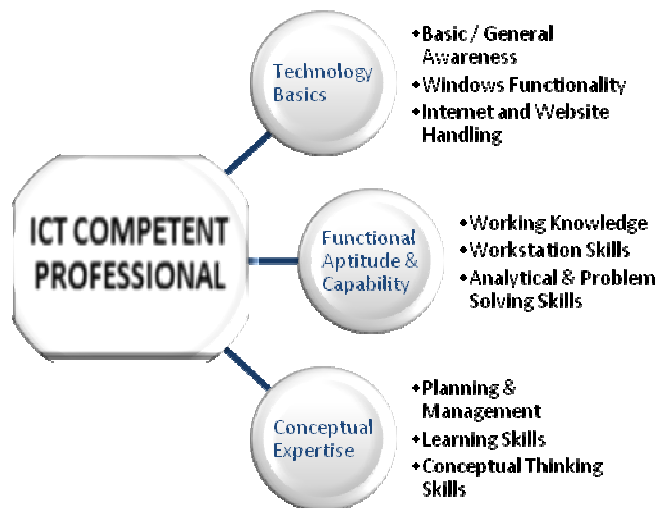 Technology
Basics
•Basic / General
Awareness
•Windows Functionality
•Internet and Website
Handling
ICT COMPETENT
PROFESSIONAL
Functional
Aptitude &
Capability
•Working Knowledge
•Workstation Skills
•Analytical & Problem
Solving Skills
Conceptual
Expertise
•Planning &
Management
•Learning Skills
•Conceptual Thinking
Skills